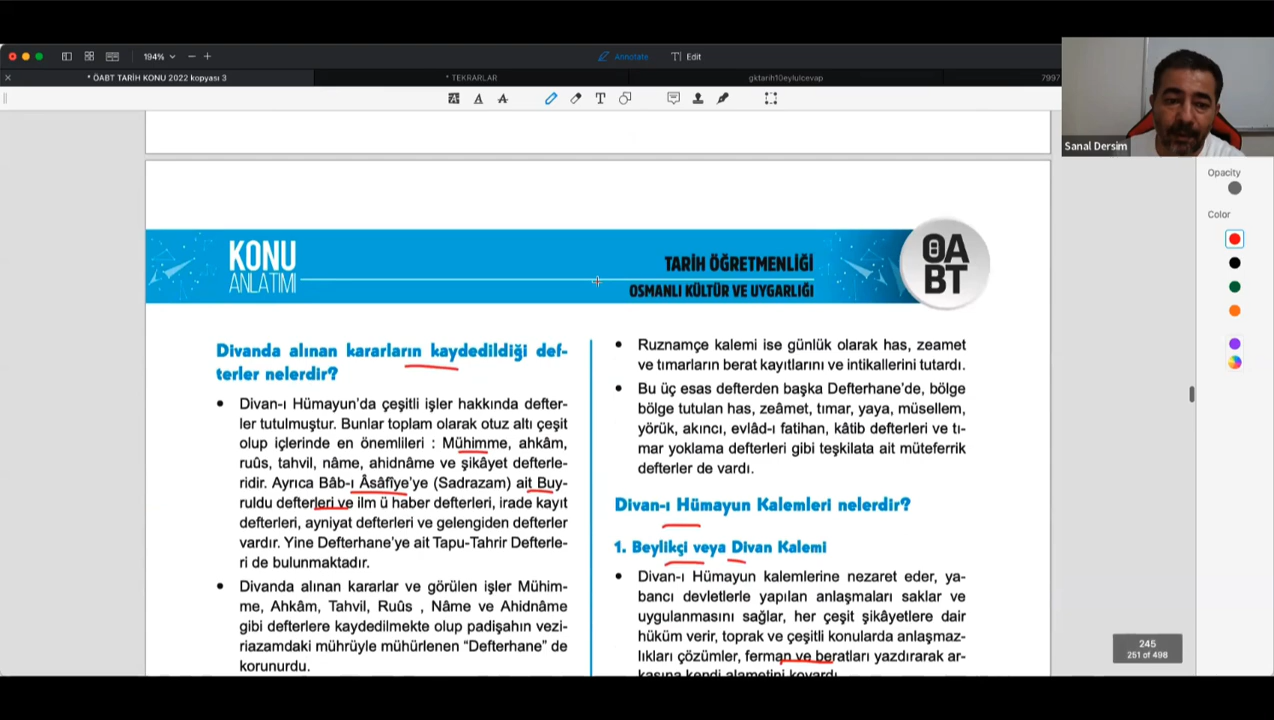 194%
Annotate
Edit
* ÖABT TARİH KONU 2022 kopyası 3
* TEKRARLAR
gktarih10eylulcevap
7997
Sanal Dersim
Opacity
Color
KONU
ANLATIMI
TARİH ÖĞRETMENLİĞİ
OSMANLI KÜLTÜR VE UYGARLIĞI
ÖA
BT
Divanda alınan kararların kaydedildiği def-
terler nelerdir?
• Divan-ı Hümayun'da çeşitli işler hakkında defter-
ler tutulmuştur. Bunlar toplam olarak otuz altı çeşit
olup içlerinde en önemlileri : Mühimme, ahkâm,
ruûs, tahvil, nâme, ahidnâme ve şikâyet defterle-
ridir. Ayrıca Bâb-ı Âsâfîye'ye (Sadrazam) ait Buy-
ruldu defterleri ve ilm ü haber defterleri, irade kayıt
defterleri, ayniyat defterleri ve gelengiden defterler
vardır. Yine Defterhane'ye ait Tapu-Tahrir Defterle-
ri de bulunmaktadır.
• Divanda alınan kararlar ve görülen işler Mühim-
me, Ahkâm, Tahvil, Ruûs , Nâme ve Ahidnâme
gibi defterlere kaydedilmekte olup padişahın vezi-
riazamdaki mührüyle mühürlenen “Defterhane” de
korunurdu.
• Ruznamçe kalemi ise günlük olarak has, zeamet
ve tımarların berat kayıtlarını ve intikallerini tutardı.
• Bu üç esas defterden başka Defterhane'de, bölge
bölge tutulan has, zeâmet, tımar, yaya, müsellem,
yörük, akıncı, evlâd-ı fatihan, kâtib defterleri ve tı-
mar yoklama defterleri gibi teşkilata ait müteferrik
defterler de vardı.
Divan-ı Hümayun Kalemleri nelerdir?
1. Beylikçi veya Divan Kalemi
• Divan-ı Hümayun kalemlerine nezaret eder, ya-
bancı devletlerle yapılan anlaşmaları saklar ve
uygulanmasını sağlar, her çeşit şikâyetlere dair
hüküm verir, toprak ve çeşitli konularda anlaşmaz-
lıkları çözümler, ferman ve beratları yazdırarak ar-
kasına kendi alametini koyardı.
245
251 of 498